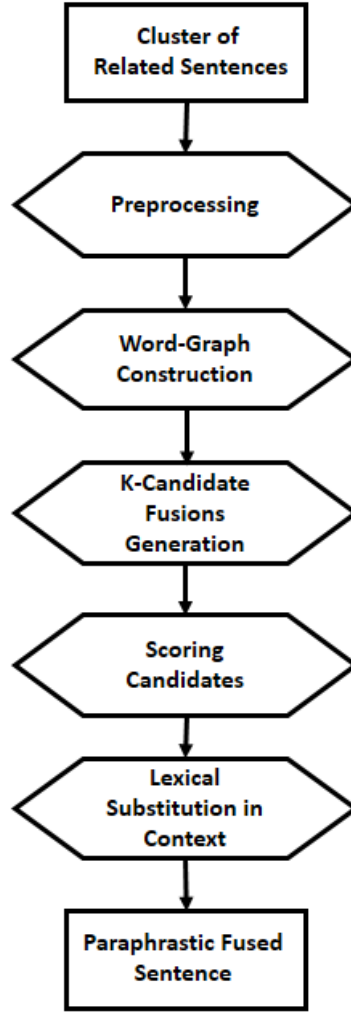 Cluster of
Related Sentences
Preprocessing
Word-Graph
Construction
K-Candidate
Fusions
Generation
Scoring
Candidates
Lexical
Substitution in
Context
Paraphrastic Fused
Sentence